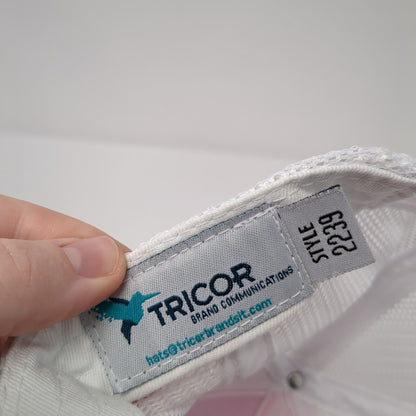 TRICOR
BRAND COMMUNICATIONS
hats@tricorbrandsit.com
STYLE
2239